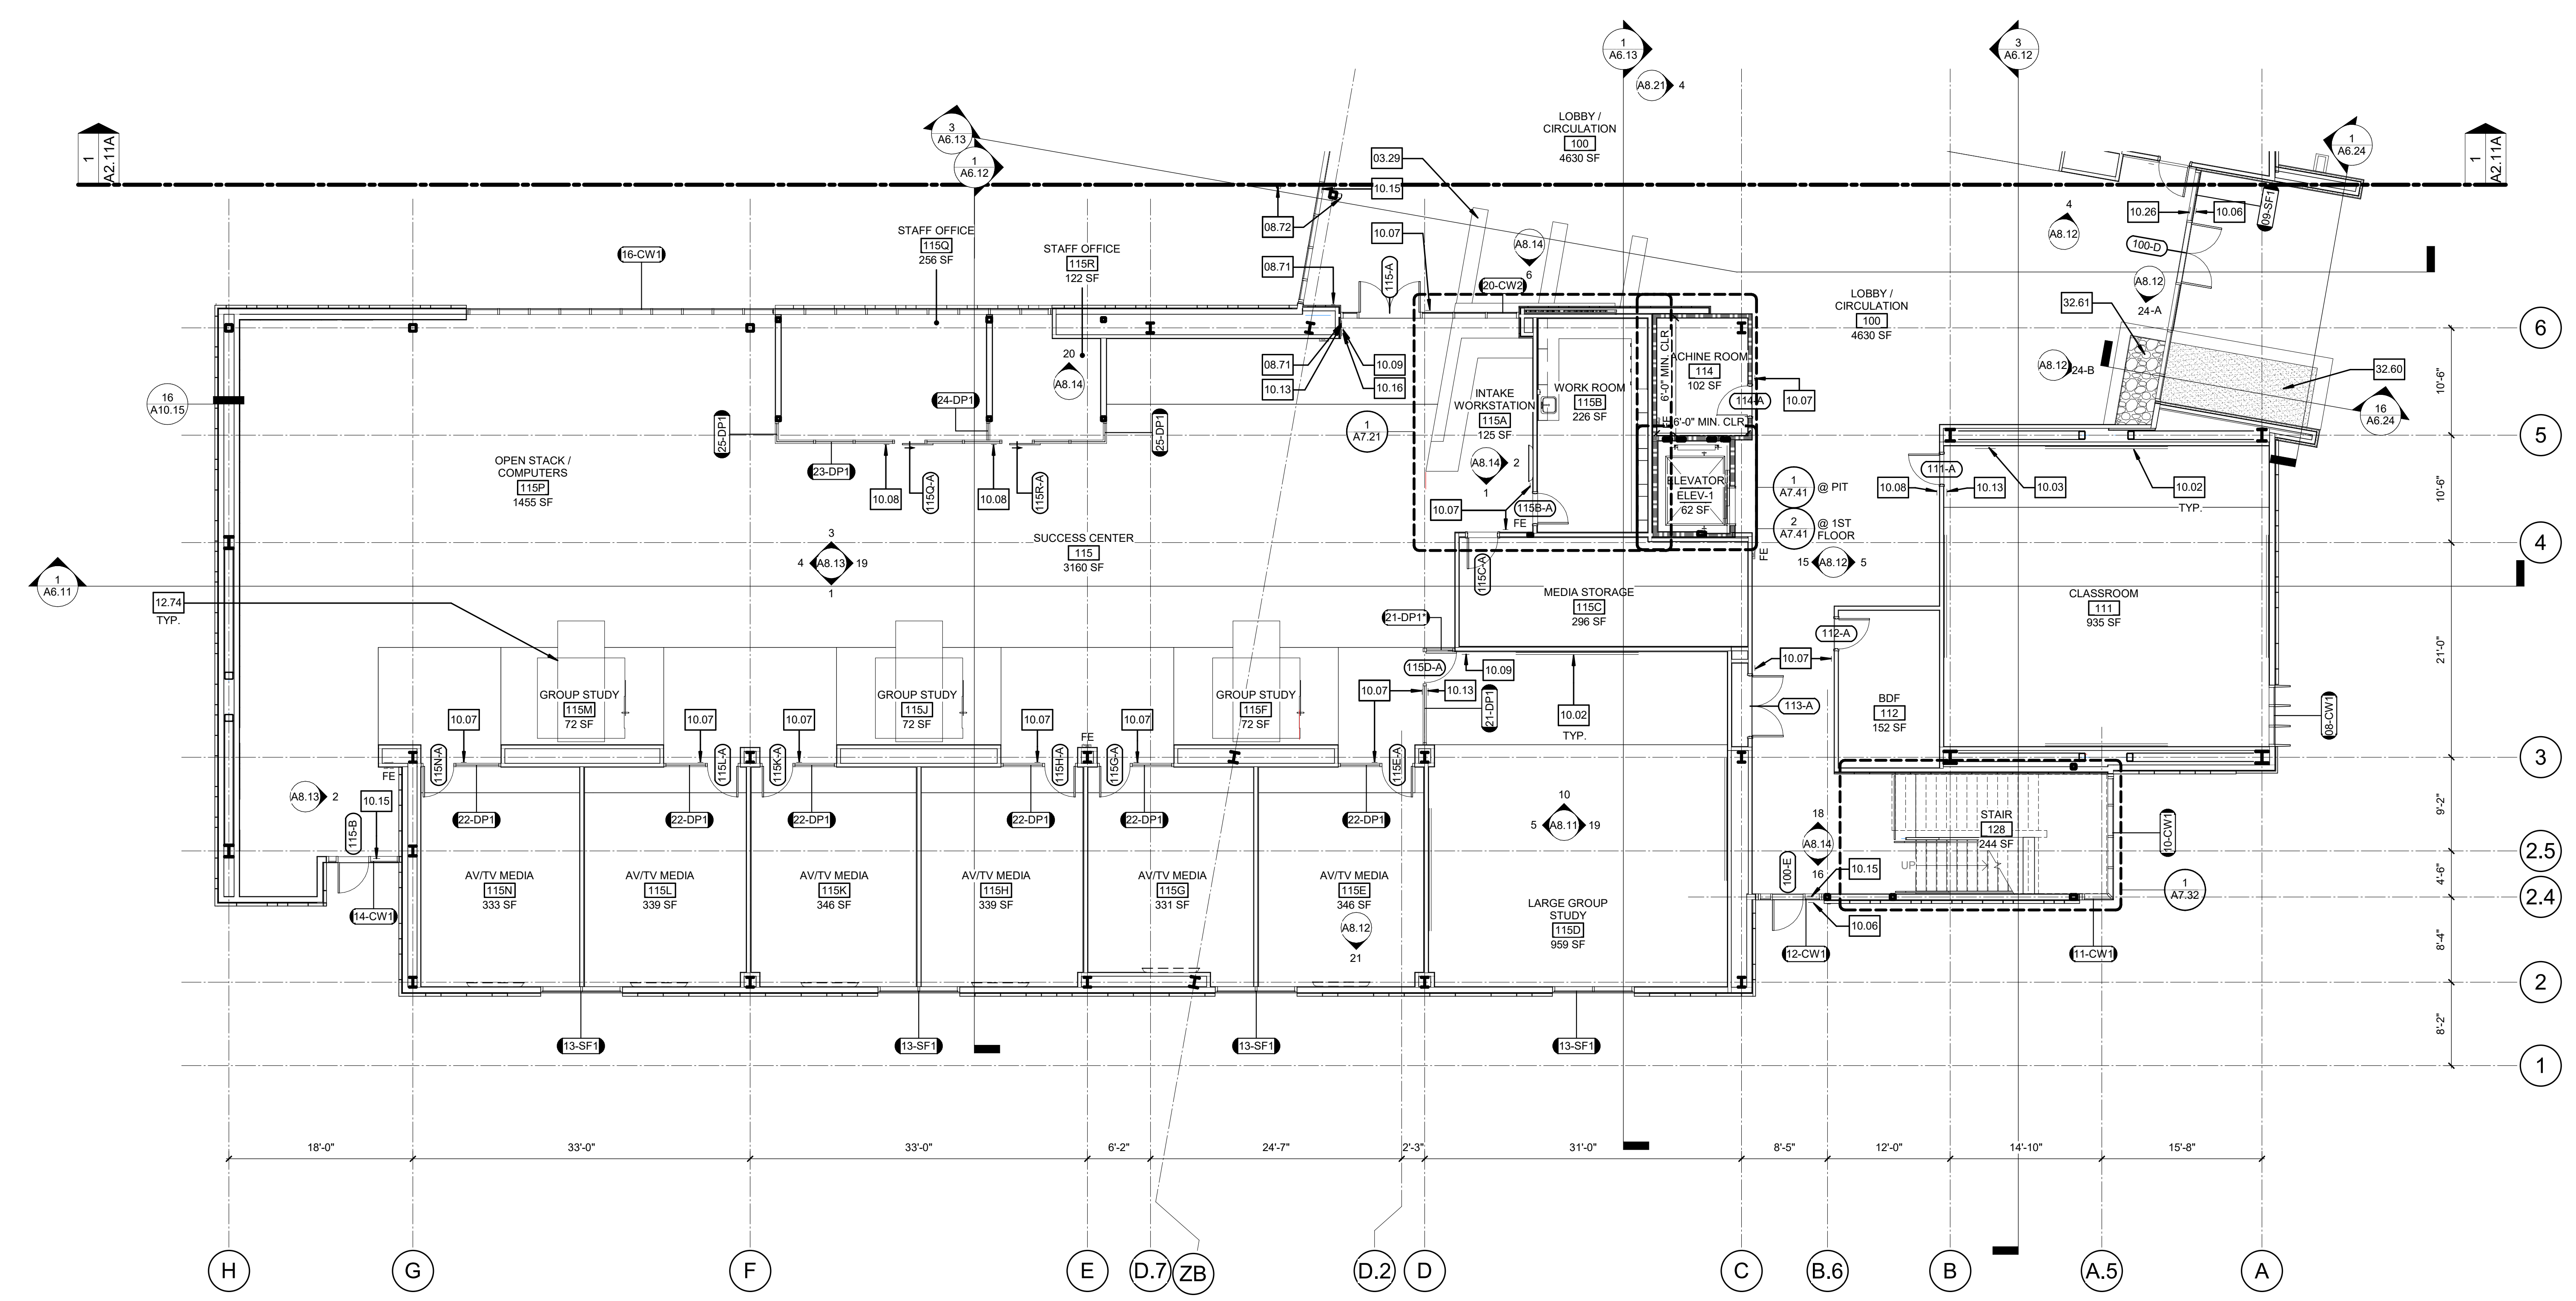 1
A6.13
3
A6.12
A8.21
4
LOBBY /
CIRCULATION
100
4630 SF
1
A2.11A
3
A6.13
1
A6.12
03.29
10.15
08.72
1
A6.24
1
A2.11A
09-SF1
10.26
10.06
4
A8.12
100-D
STAFF OFFICE
115Q
256 SF
STAFF OFFICE
115R
122 SF
16-CW1
10.07
A8.14
6
08.71
115-A
20-CW2
A8.12
24-A
LOBBY /
CIRCULATION
100
4630 SF
32.61
6
20
A8.14
08.71
10.13
10.09
10.16
6'-0" MIN. CLR.
ACHINE ROOM
114
102 SF
A8.12
24-B
32.60
10'-6"
16
A10.15
24-DP1
25-DP1
25-DP1
23-DP1
INTAKE
WORKSTATION
115A
125 SF
WORK ROOM
115B
226 SF
114-A
10.07
FE
6'-0" MIN. CLR.
1
A7.21
16
A6.24
5
OPEN STACK /
COMPUTERS
115P
1455 SF
10.08
115Q-A
10.08
115R-A
A8.14
2
1
10.07
115B-A
FE
ELEVATOR
ELEV-1
62 SF
1
A7.41
@ PIT
2
A7.41
@ 1ST
FLOOR
111-A
10.08
10.13
10.03
10.02
TYP.
10'-6"
SUCCESS CENTER
115
3160 SF
3
4
A8.13
19
1
4
1
A6.11
12.74
TYP.
115C-A
FE
15
A8.12
5
MEDIA STORAGE
115C
296 SF
CLASSROOM
111
935 SF
21-DP1*
112-A
21'-0"
115D-A
10.09
10.07
10.07
10.13
21-DP1
10.02
TYP.
113-A
BDF
112
152 SF
08-CW1
GROUP STUDY
115M
72 SF
GROUP STUDY
115J
72 SF
GROUP STUDY
115F
72 SF
10.07
10.07
10.07
10.07
10.07
FE
FE
115N-A
115L-A
115K-A
115H-A
115G-A
115E-A
3
A8.13
2
10.15
115-B
22-DP1
22-DP1
22-DP1
22-DP1
22-DP1
22-DP1
10
5
A8.11
19
18
A8.14
16
STAIR
128
244 SF
UP
10-CW1
9'-2"
2.5
AV/TV MEDIA
115N
333 SF
AV/TV MEDIA
115L
339 SF
AV/TV MEDIA
115K
346 SF
AV/TV MEDIA
115H
339 SF
AV/TV MEDIA
115G
331 SF
AV/TV MEDIA
115E
346 SF
100-E
10.15
4'-6"
1
A7.32
2.4
14-CW1
A8.12
21
LARGE GROUP
STUDY
115D
959 SF
10.06
12-CW1
11-CW1
8'-4"
2
13-SF1
13-SF1
13-SF1
13-SF1
8'-2"
1
18'-0"
33'-0"
33'-0"
6'-2"
24'-7"
2'-3"
31'-0"
8'-5"
12'-0"
14'-10"
15'-8"
H
G
F
E
D.7
ZB
D.2
D
C
B.6
B
A.5
A